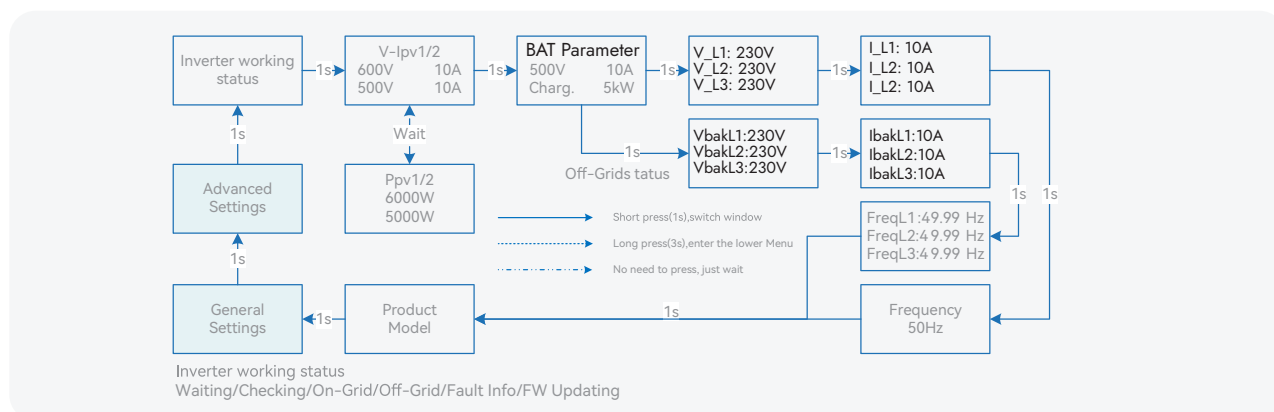 Inverter working
status
1s
V-Ipv1/2
600V 10A
500V 10A
1s
BAT Parameter
500V 10A
Charg. 5kW
1s
V_L1: 230V
V_L2: 230V
V_L3: 230V
1s
I_L1: 10A
I_L2: 10A
I_L2: 10A
1s
Wait
1s
VbakL1:230V
VbakL2:230V
VbakL3:230V
1s
IbakL1:10A
IbakL2:10A
IbakL3:10A
Off-Grids tatus
Advanced
Settings
Ppv1/2
6000W
5000W
1s
1s
Short press(1s),switch window
Long press(3s),enter the lower Menu
No need to press, just wait
FreqL1:49.99 Hz
FreqL2:49.99 Hz
FreqL3:49.99 Hz
1s
General
Settings
1s
Product
Model
1s
Frequency
50Hz
Inverter working status
Waiting/Checking/On-Grid/Off-Grid/Fault Info/FW Updating